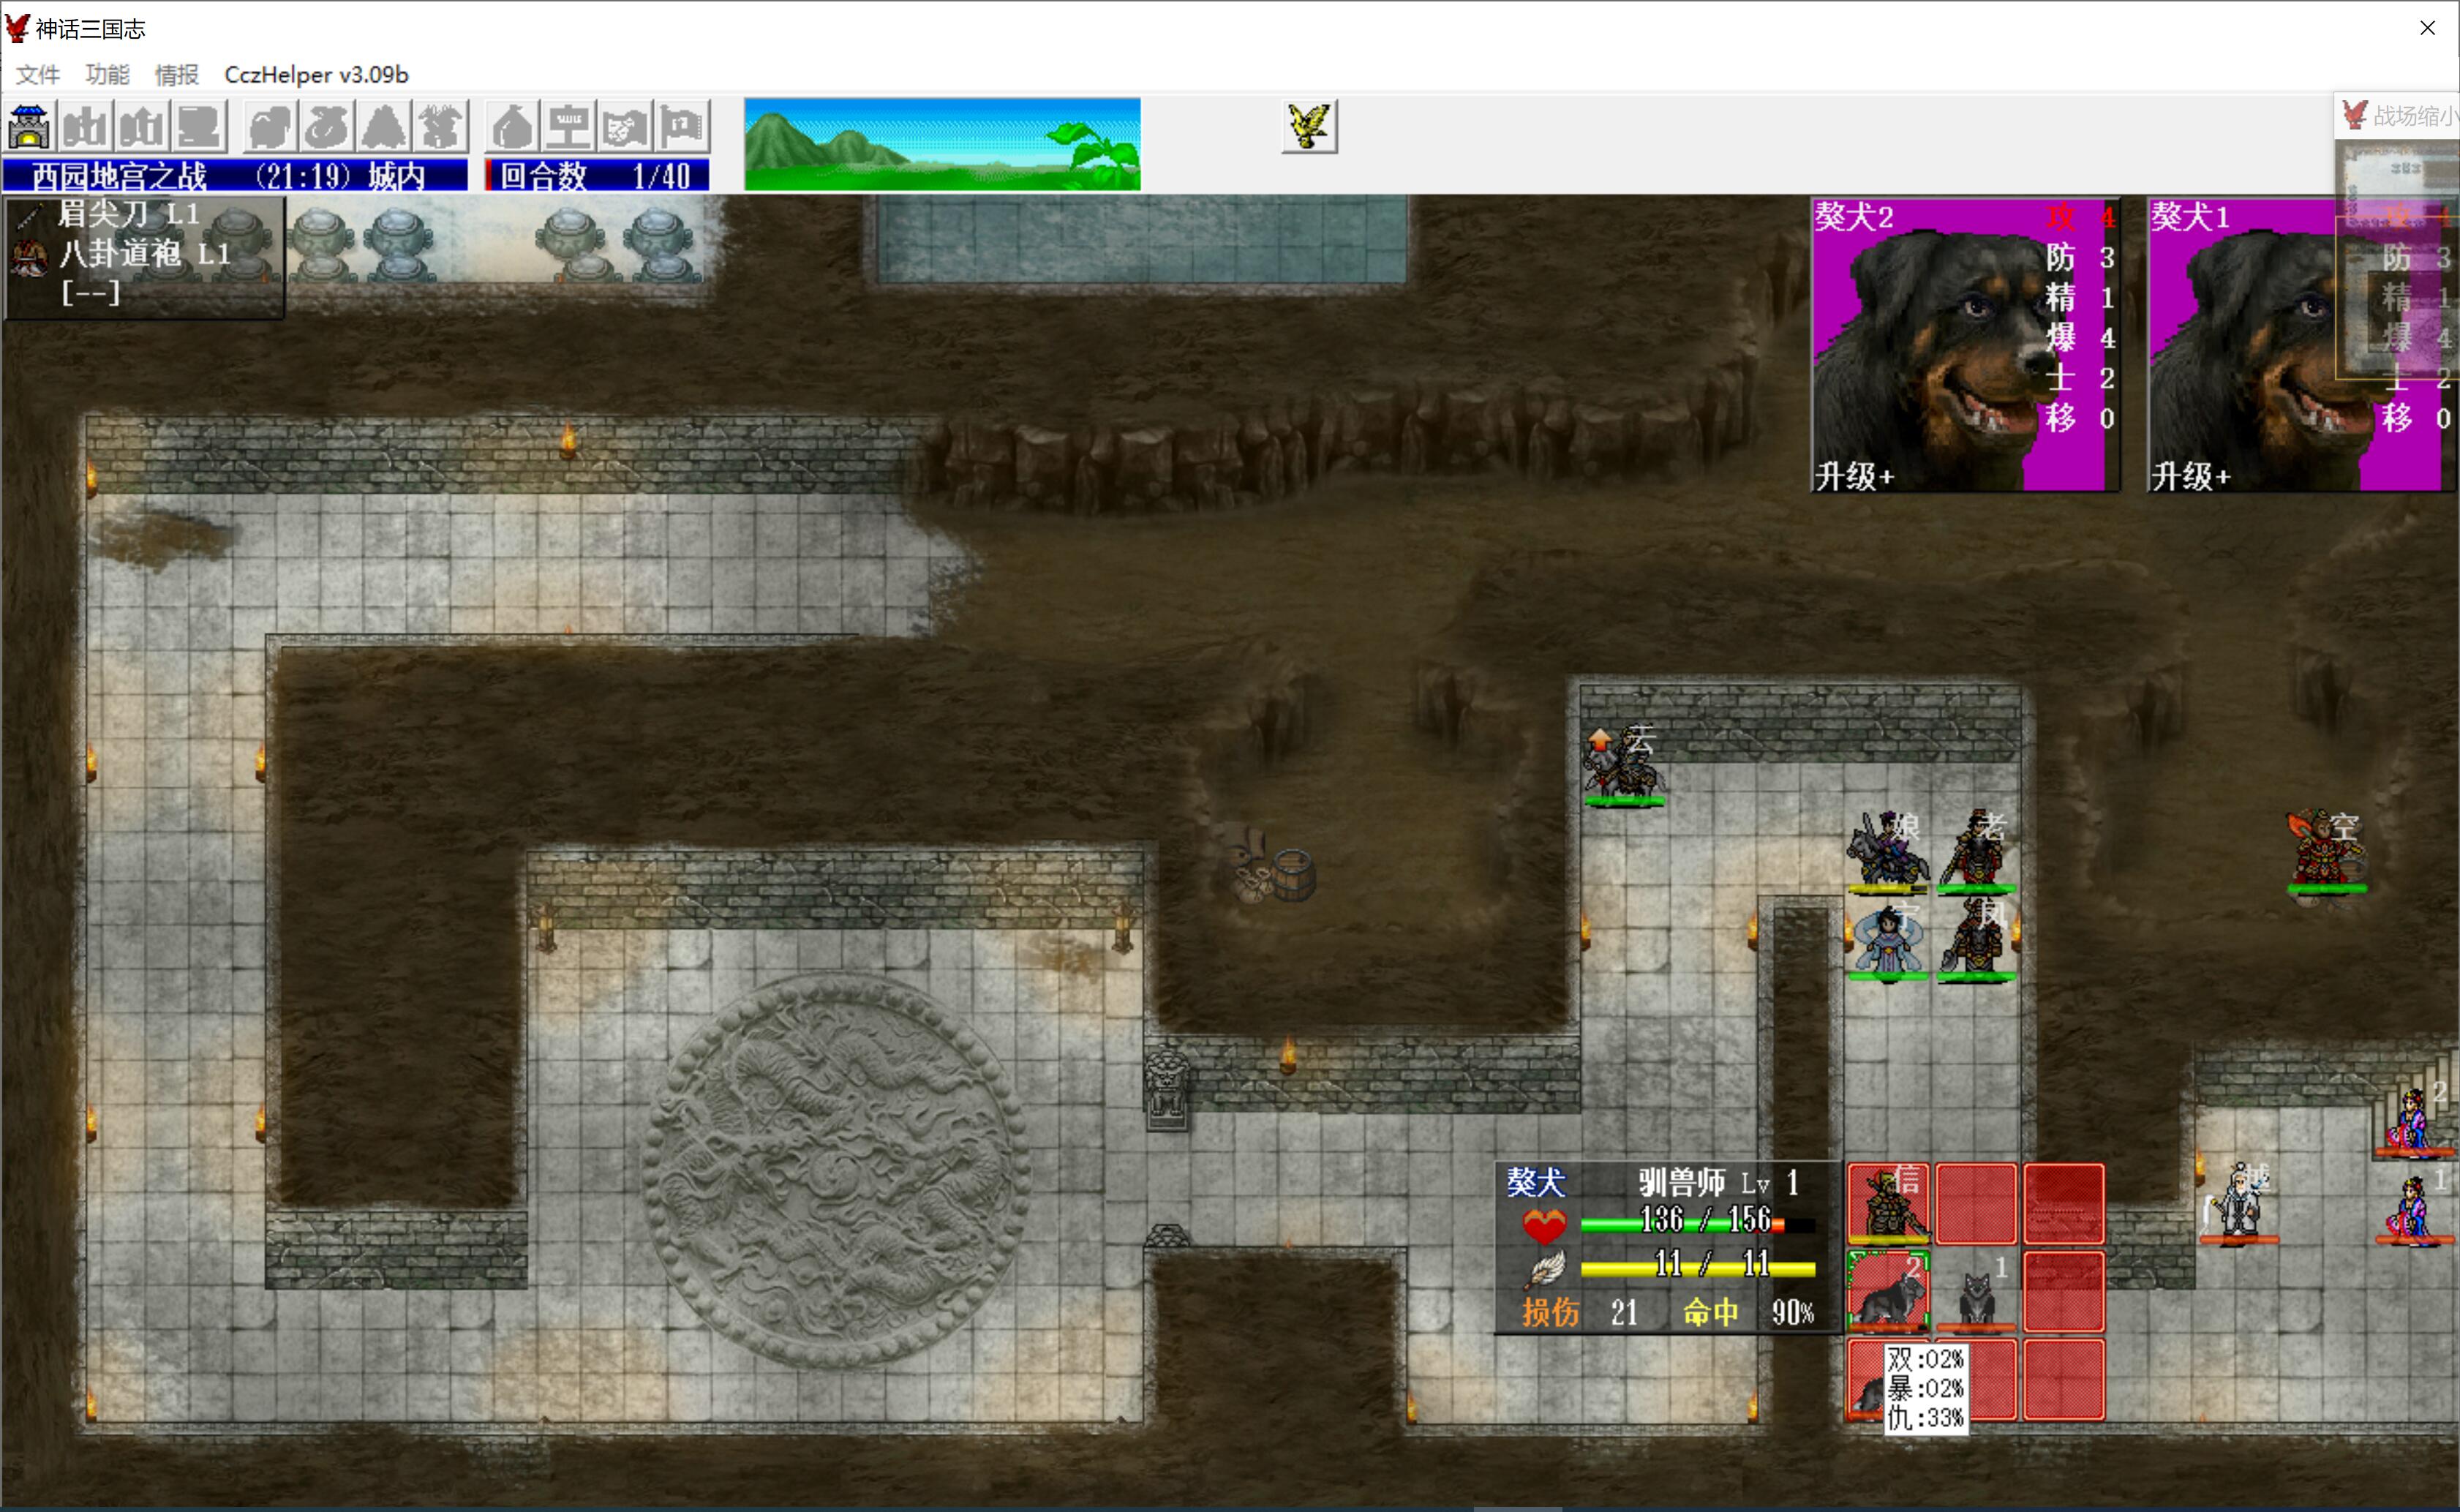 神话三国志
文件 功能 情报 CczHelper v3.09b
西园地宫之战 (21:19) 城内
回合数 1/40
战场缩小
眉尖刀 L1
八卦道袍 L1
[--]
獒犬2 攻 4
防 3
精 1
爆 4
士 2
移 0
升级+
獒犬1 攻 4
防 3
精 1
爆 4
士 2
移 0
升级+
云
娘 老
空
宁 凤
2
信
1
獒犬 驯兽师 Lv 1
136 / 156
11 / 11
损伤 21 命中 90%
2 1
双:02%
暴:02%
仇:33%